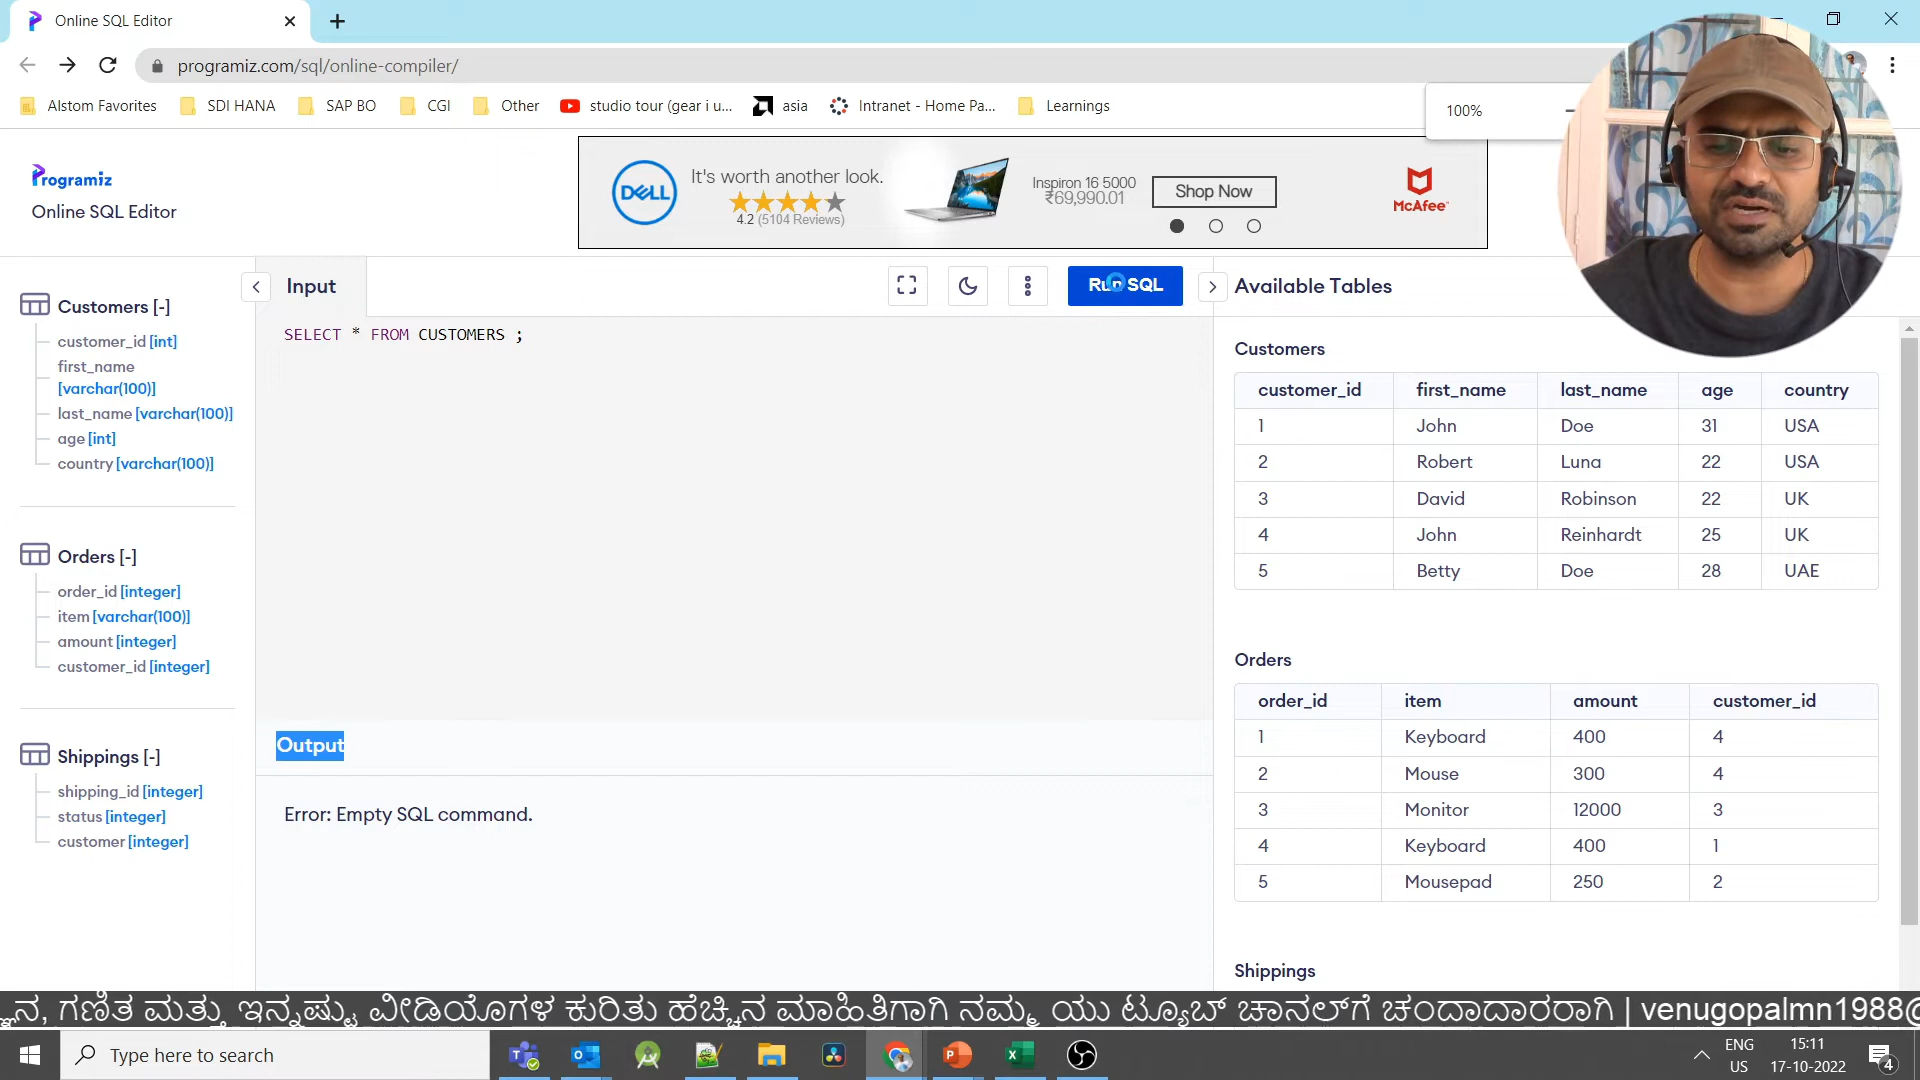 Online SQL Editor
programiz.com/sql/online-compiler/
Alstom Favorites SDI HANA SAP BO CGI Other studio tour (gear i u... asia Intranet - Home Pa... Learnings
100%
Programiz
Online SQL Editor
DELL
It's worth another look.
4.2 (5104 Reviews)
Inspiron 16 5000
₹69,990.01
Shop Now
McAfee
Customers [-]
customer_id [int]
first_name
[varchar(100)]
last_name [varchar(100)]
age [int]
country [varchar(100)]
Orders [-]
order_id [integer]
item [varchar(100)]
amount [integer]
customer_id [integer]
Shippings [-]
shipping_id [integer]
status [integer]
customer [integer]
Input
Run SQL
SELECT * FROM CUSTOMERS ;
Output
Error: Empty SQL command.
Available Tables
Customers
customer_id first_name last_name age country
1 John Doe 31 USA
2 Robert Luna 22 USA
3 David Robinson 22 UK
4 John Reinhardt 25 UK
5 Betty Doe 28 UAE
Orders
order_id item amount customer_id
1 Keyboard 400 4
2 Mouse 300 4
3 Monitor 12000 3
4 Keyboard 400 1
5 Mousepad 250 2
Shippings
ಗಣಿತ ಮತ್ತು ಇನ್ನಷ್ಟು ವೀಡಿಯೊಗಳ ಕುರಿತು ಹೆಚ್ಚಿನ ಮಾಹಿತಿಗಾಗಿ ನಮ್ಮ ಯು ಟ್ಯೂಬ್ ಚಾನಲ್‌ಗೆ ಚಂದಾದಾರರಾಗಿ | venugopalmn1988@
Type here to search
ENG
US
15:11
17-10-2022
4